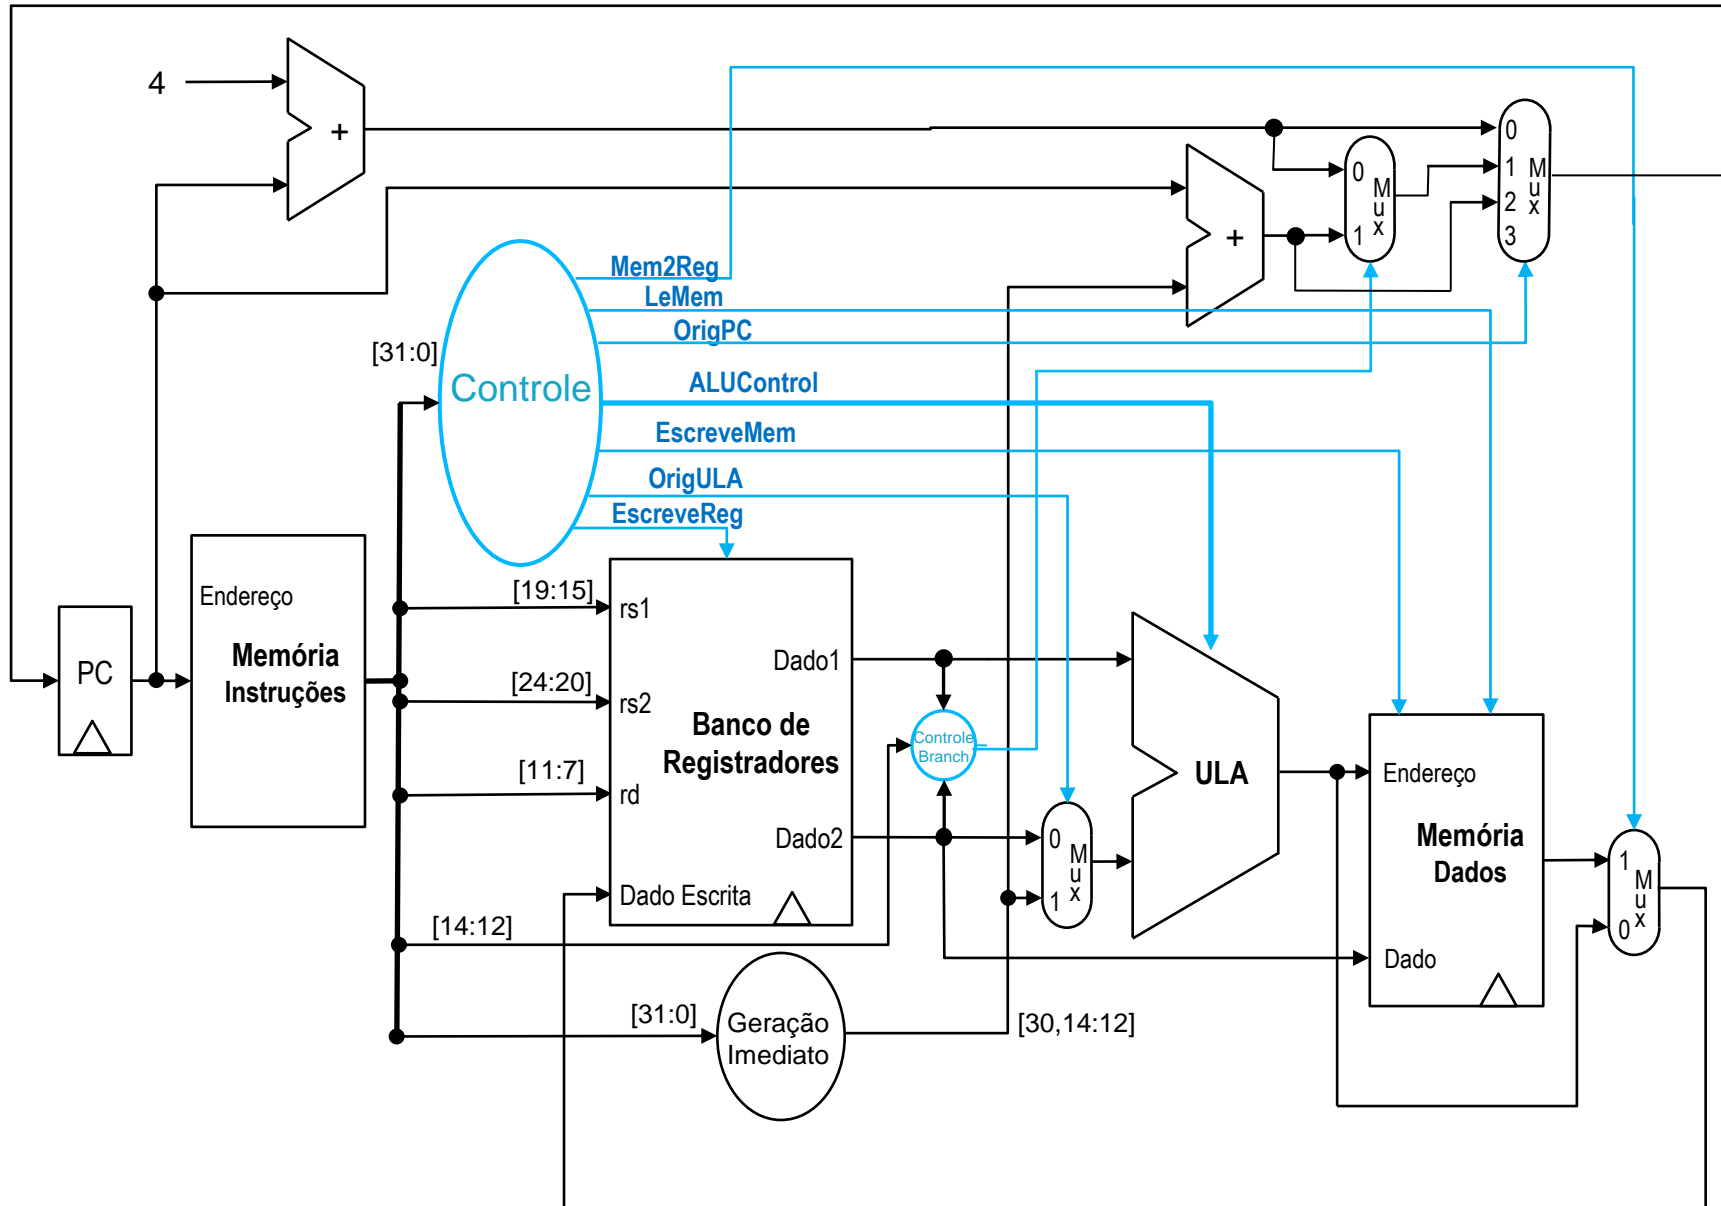 4
+
0
1
Mux
0
1
2
3
Mux
+
Mem2Reg
LeMem
OrigPC
[31:0]
Controle
ALUControl
EscreveMem
OrigULA
EscreveReg
Endereço
Memória
Instruções
PC
[19:15]
rs1
[24:20]
rs2
[11:7]
rd
Dado1
Banco de
Registradores
Dado2
Dado Escrita
Controle
Branch
[14:12]
[31:0]
Geração
Imediato
[30,14:12]
0
1
Mux
ULA
Endereço
Memória
Dados
Dado
1
0
Mux